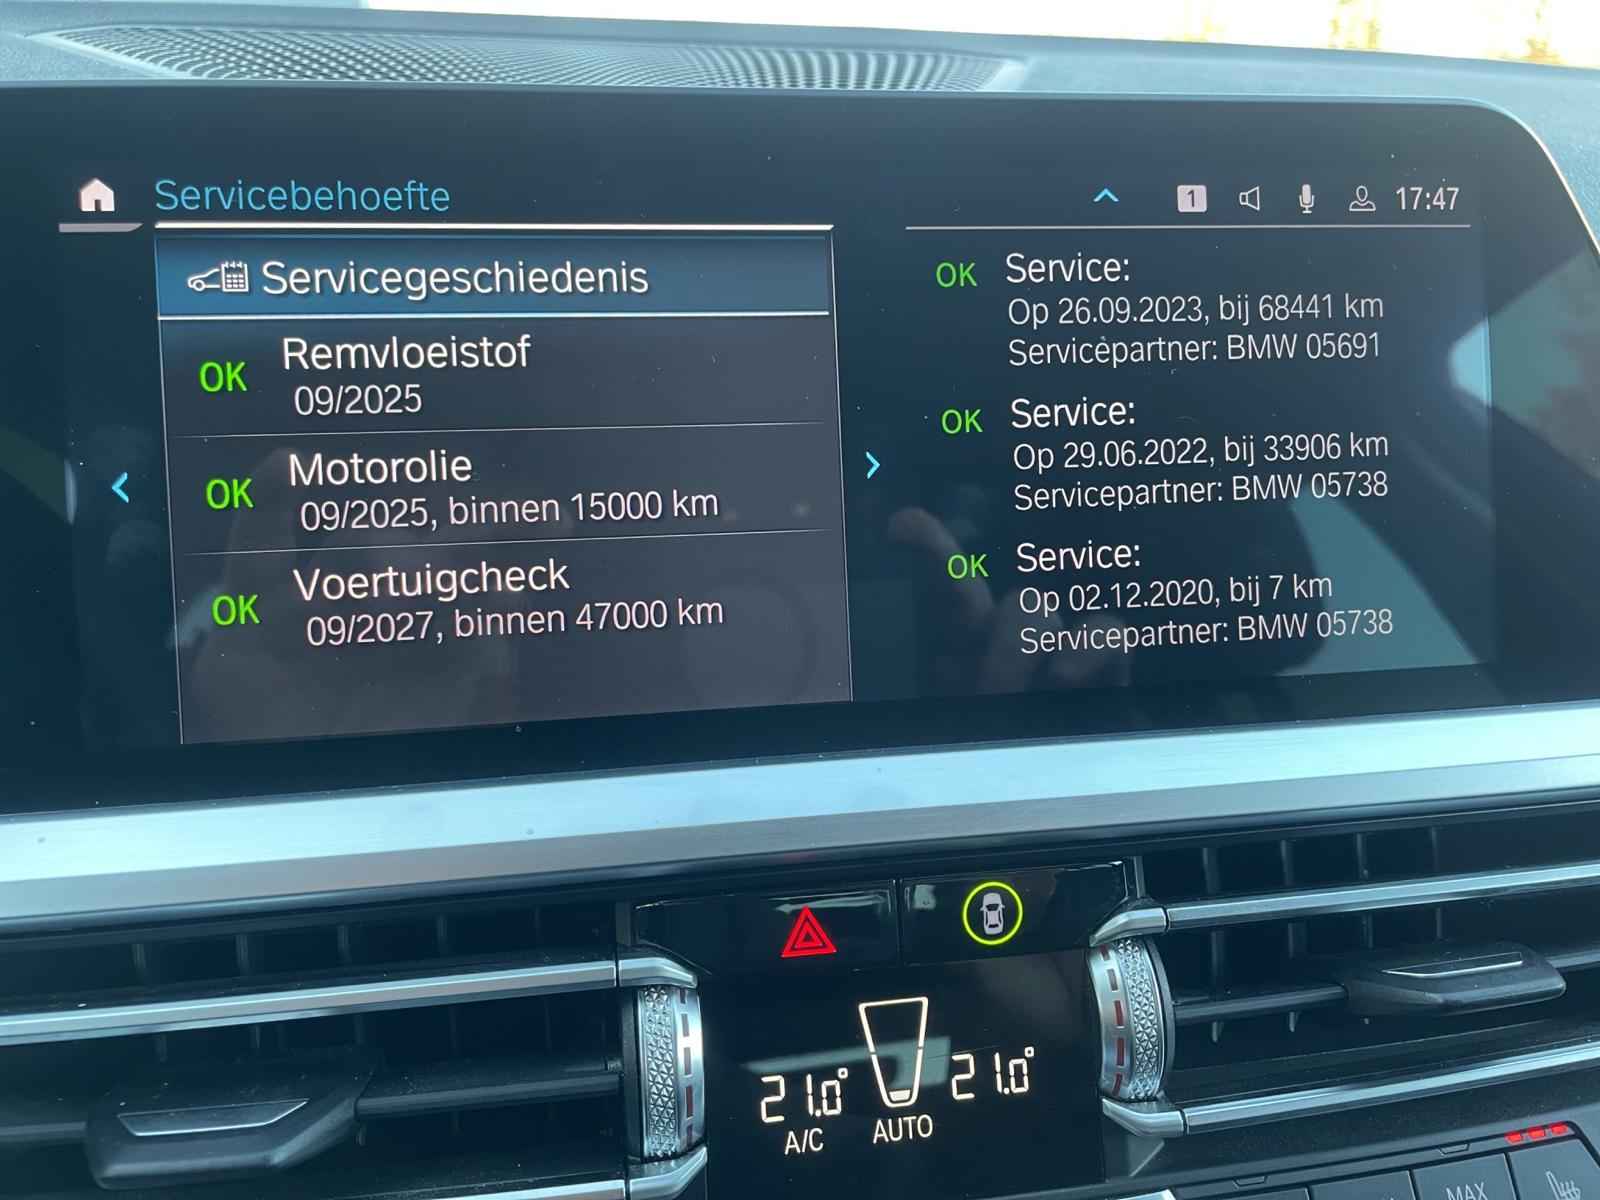 Servicebehoefte
1
17:47
Servicegeschiedenis
OK
Remvloeistof
09/2025
OK
Motorolie
09/2025, binnen 15000 km
OK
Voertuigcheck
09/2027, binnen 47000 km
OK
Service:
Op 26.09.2023, bij 68441 km
Servicepartner: BMW 05691
OK
Service:
Op 29.06.2022, bij 33906 km
Servicepartner: BMW 05738
OK
Service:
Op 02.12.2020, bij 7 km
Servicepartner: BMW 05738
21.0°
21.0°
A/C
AUTO
MAX